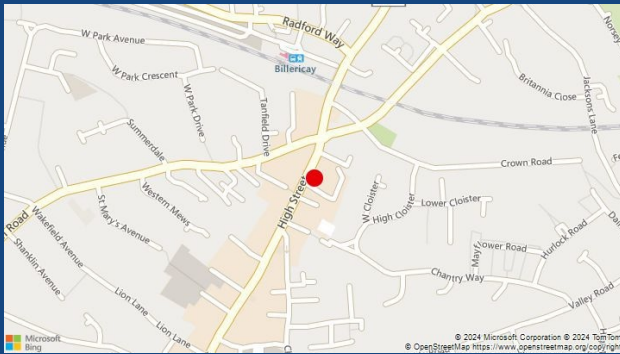 Radford Way
W Park Avenue
Billericay
W Park Crescent
W Park Drive
Tanfield Drive
Norsey
Britannia Close
Jacksons Lane
Summerdale
Crown Road
High Street
Western Mews
St Mary's Avenue
Wakefield Avenue
Shanklin Avenue
Road
W Cloister
High Cloister
Lower Cloister
Lower Road
Hurlock Road
Chantry Way
Valley Road
Lion Lane
Lion Lane
Microsoft
Bing
© 2024 Microsoft Corporation © 2024 TomTom
© OpenStreetMap https://www.openstreetmap.org/copyright